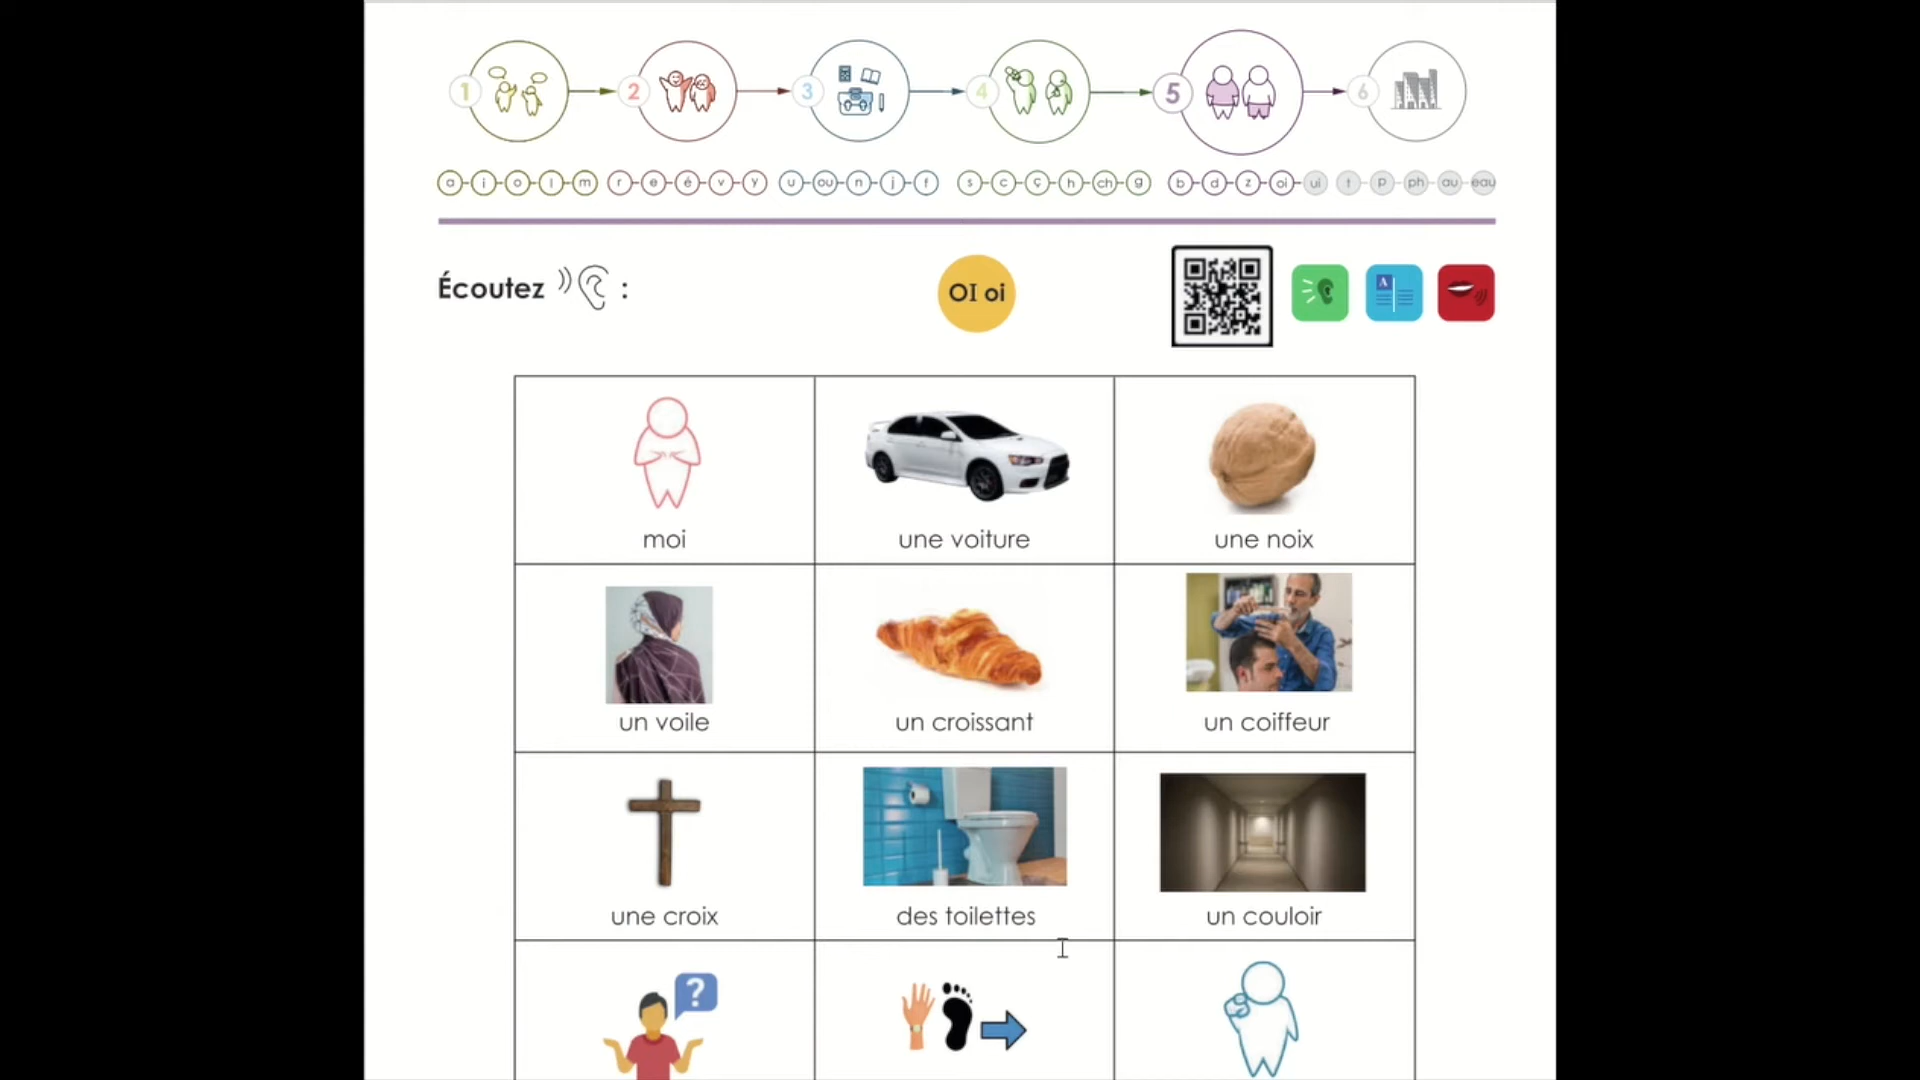 1 2 3 4 5 6
a i o l m r e é v y u ou n j f s c ç h ch g b d z oi ui t p ph au eau
Écoutez : OI oi A
moi une voiture une noix
un voile un croissant un coiffeur
une croix des toilettes un couloir
?